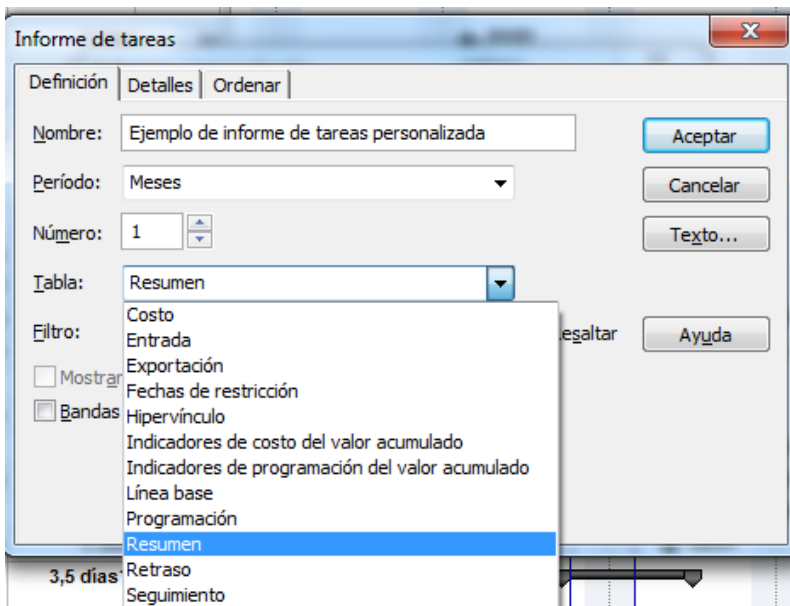 Informe de tareas
Definición Detalles Ordenar
Nombre: Ejemplo de informe de tareas personalizada Aceptar
Período: Meses Cancelar
Número: 1 Texto...
Tabla: Resumen
Costo
Filtro: Entrada Ayuda
Exportación
Fechas de restricción
Bandas Hipervínculo
Indicadores de costo del valor acumulado
Indicadores de programación del valor acumulado
Línea base
Programación
Resumen
3,5 días Retraso
Seguimiento